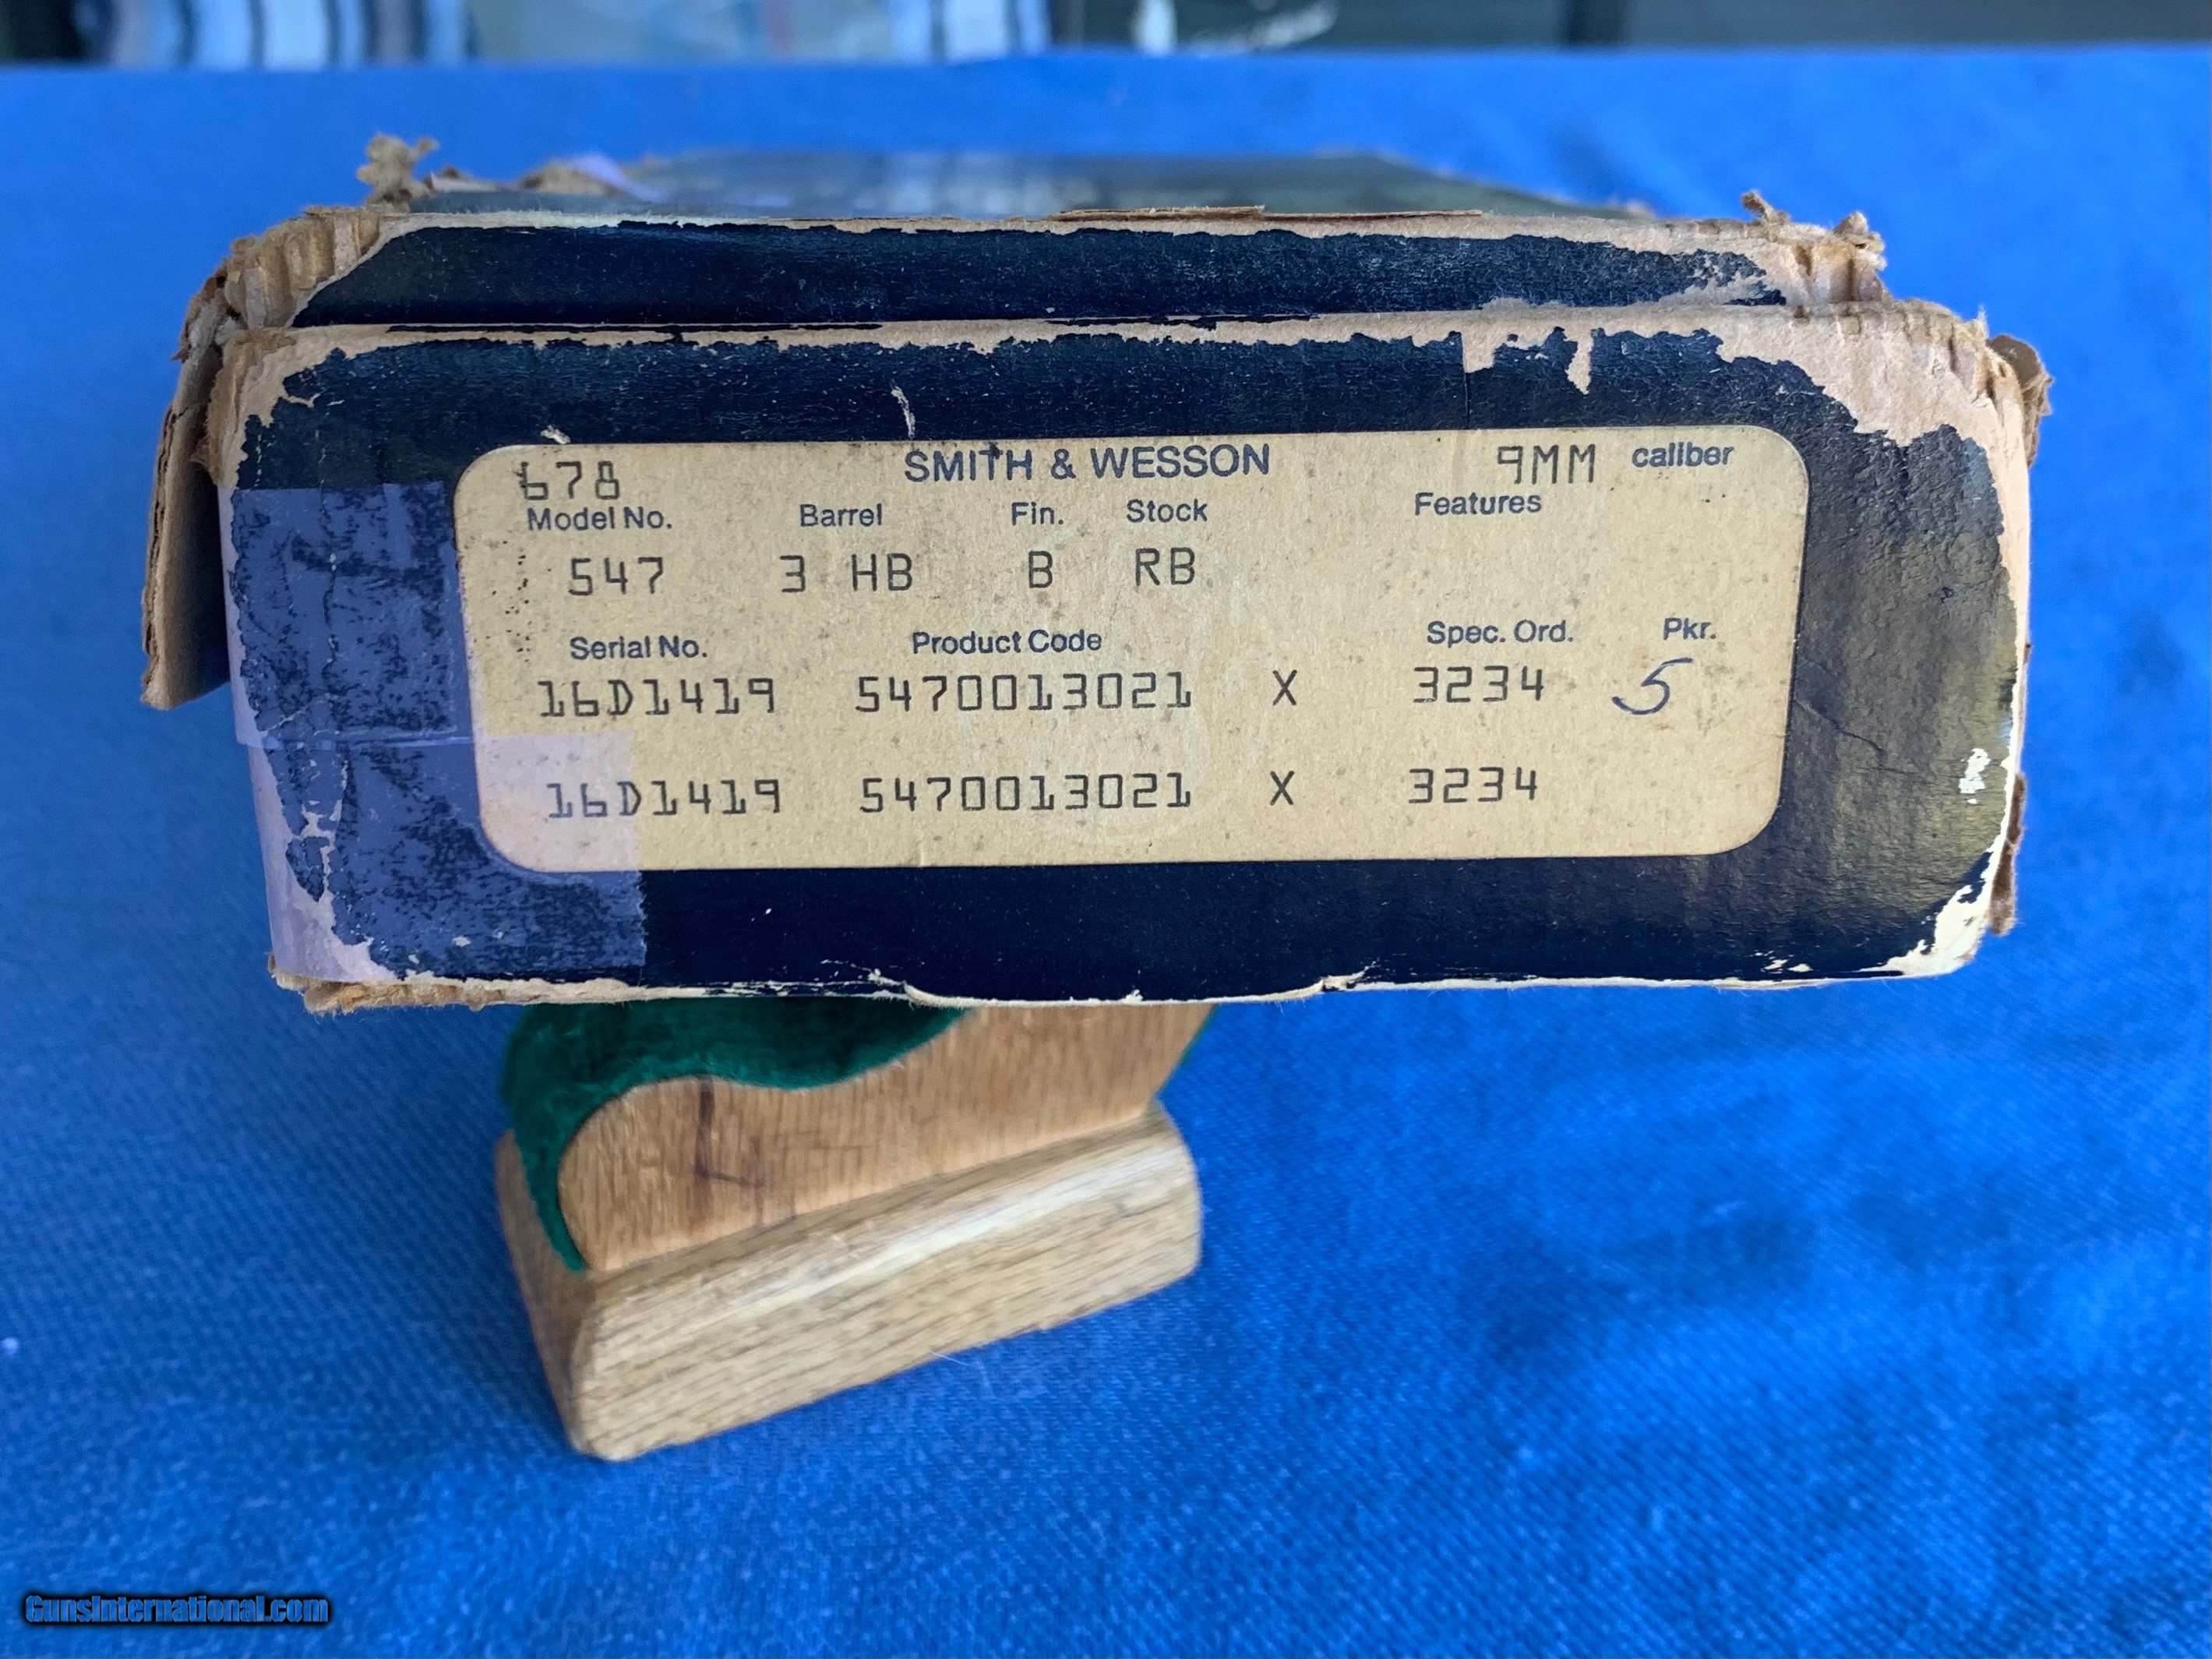 SMITH & WESSON
678 9MM caliber
Model No. Barrel Fin. Stock Features
547 3 HB B RB
Serial No. Product Code Spec. Ord. Pkr.
16D1419 5470013021 X 3234 5
16D1419 5470013021 X 3234
GunsInternational.com